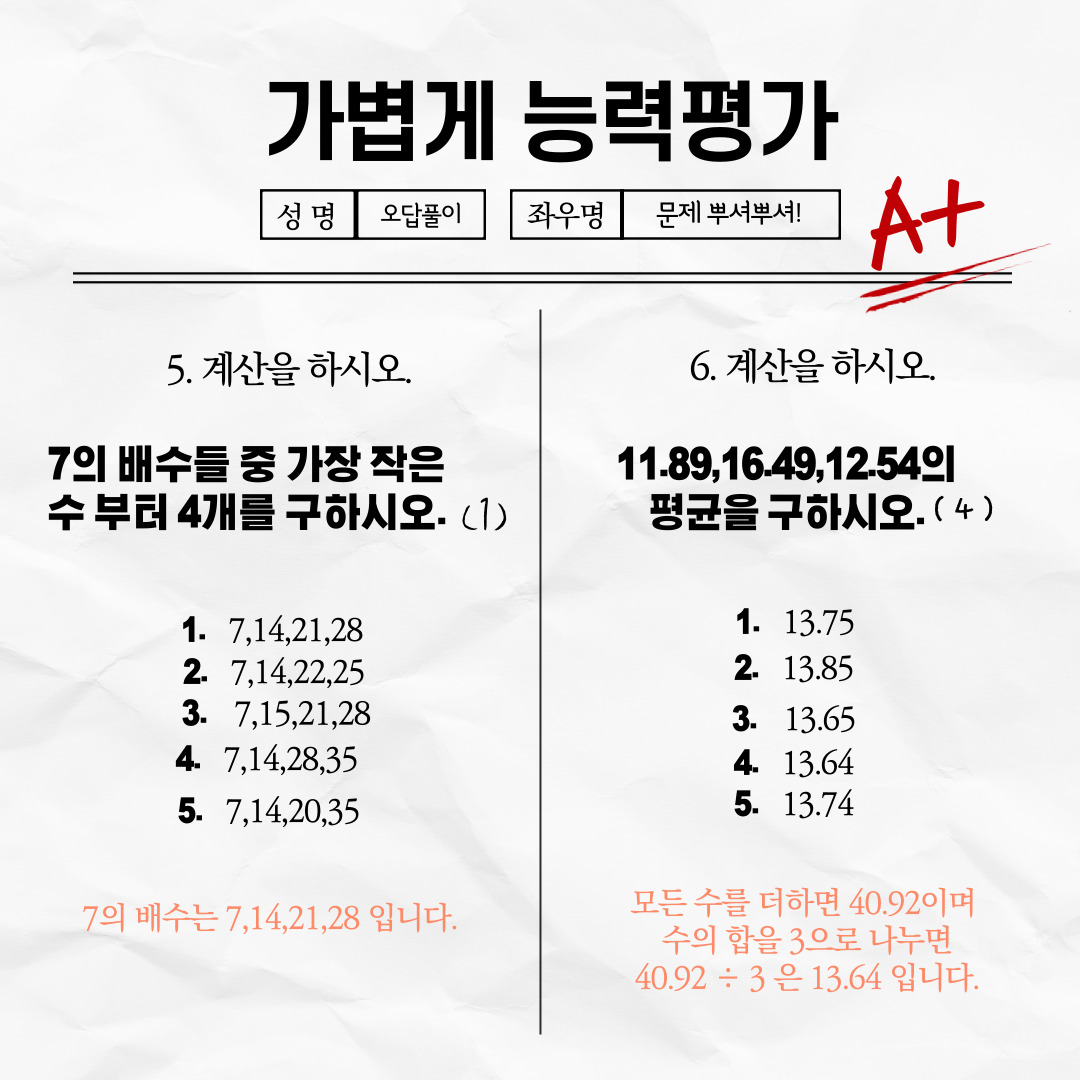 가볍게 능력평가
성 명 오답풀이 좌우명 문제 뿌셔뿌셔!
A+
5. 계산을 하시오.
7의 배수들 중 가장 작은
수 부터 4개를 구하시오. (1)
1. 7,14,21,28
2. 7,14,22,25
3. 7,15,21,28
4. 7,14,28,35
5. 7,14,20,35
7의 배수는 7,14,21,28 입니다.
6. 계산을 하시오.
11.89,16.49,12.54의
평균을 구하시오. ( 4 )
1. 13.75
2. 13.85
3. 13.65
4. 13.64
5. 13.74
모든 수를 더하면 40.92이며
수의 합을 3으로 나누면
40.92 ÷ 3 은 13.64 입니다.